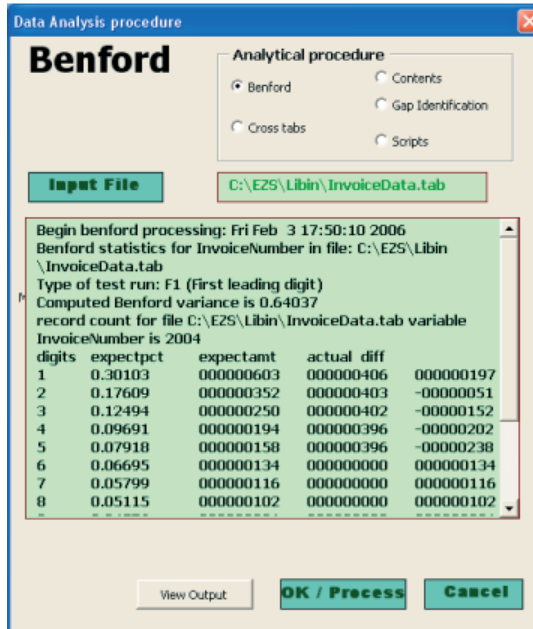 Data Analysis procedure
Benford
Analytical procedure
Benford
Contents
Gap Identification
Cross tabs
Scripts
Input File
C:\EZS\Libin\InvoiceData.tab
Begin benford processing: Fri Feb 3 17:50:10 2006
Benford statistics for InvoiceNumber in file: C:\EZS\Libin
\InvoiceData.tab
Type of test run: F1 (First leading digit)
Computed Benford variance is 0.64037
record count for file C:\EZS\Libin\InvoiceData.tab variable
InvoiceNumber is 2004
digits expectpct expectamt actual diff
1 0.30103 000000603 000000406 000000197
2 0.17609 000000352 000000403 -00000051
3 0.12494 000000250 000000402 -00000152
4 0.09691 000000194 000000396 -00000202
5 0.07918 000000158 000000396 -00000238
6 0.06695 000000134 000000000 000000134
7 0.05799 000000116 000000000 000000116
8 0.05115 000000102 000000000 000000102
View Output
OK / Process
Cancel